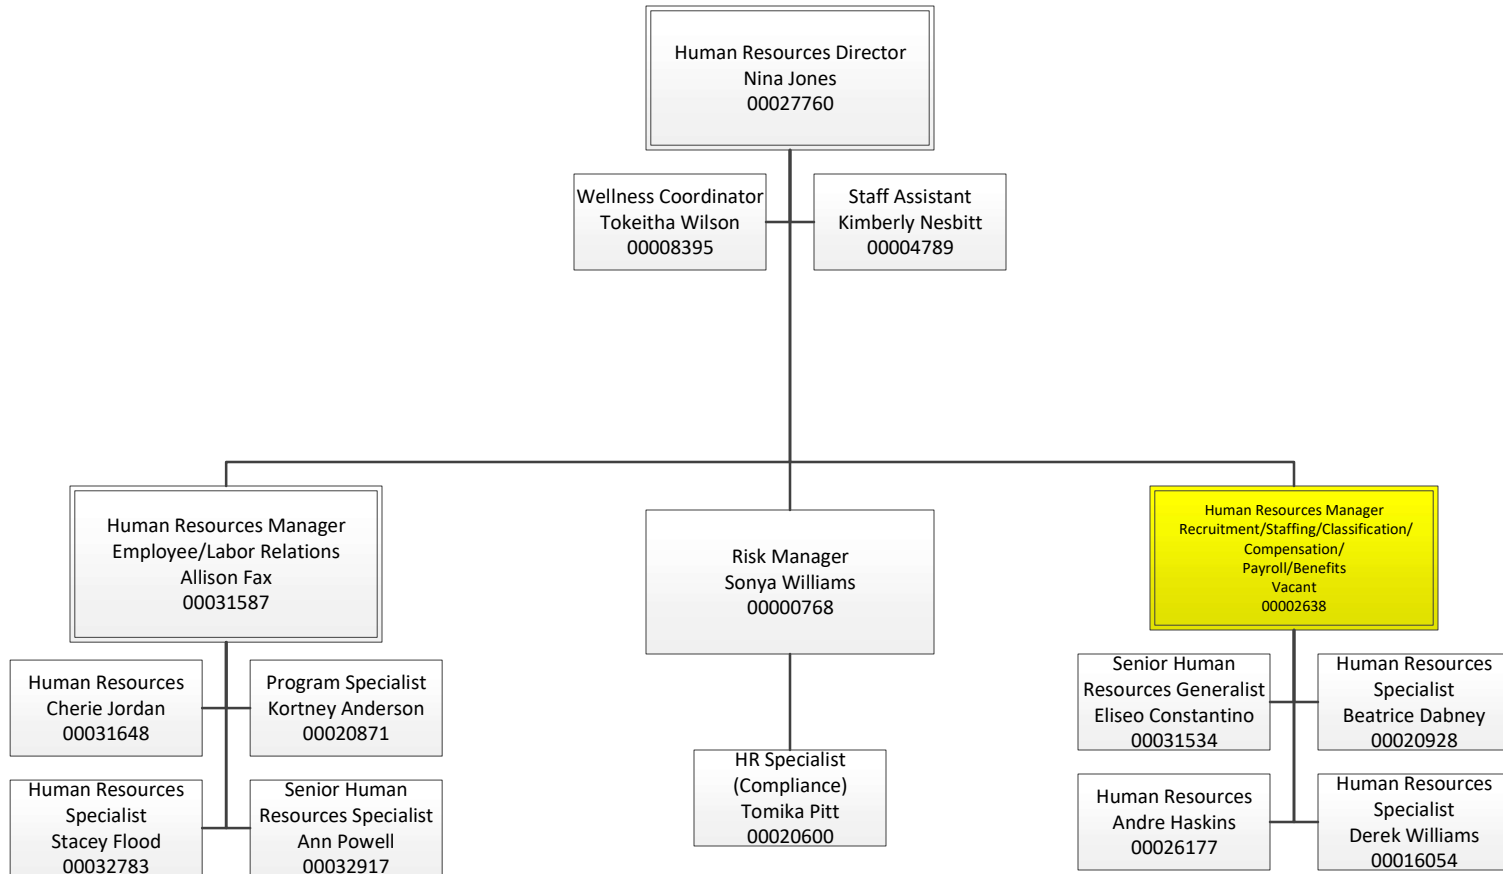 Human Resources Director
Nina Jones
00027760
Wellness Coordinator
Tokeitha Wilson
00008395
Staff Assistant
Kimberly Nesbitt
00004789
Human Resources Manager
Employee/Labor Relations
Allison Fax
00031587
Risk Manager
Sonya Williams
00000768
Human Resources Manager
Recruitment/Staffing/Classification/
Compensation/
Payroll/Benefits
Vacant
00002638
Human Resources
Cherie Jordan
00031648
Program Specialist
Kortney Anderson
00020871
Human Resources
Specialist
Stacey Flood
00032783
Senior Human
Resources Specialist
Ann Powell
00032917
HR Specialist
(Compliance)
Tomika Pitt
00020600
Senior Human
Resources Generalist
Eliseo Constantino
00031534
Human Resources
Specialist
Beatrice Dabney
00020928
Human Resources
Andre Haskins
00026177
Human Resources
Specialist
Derek Williams
00016054